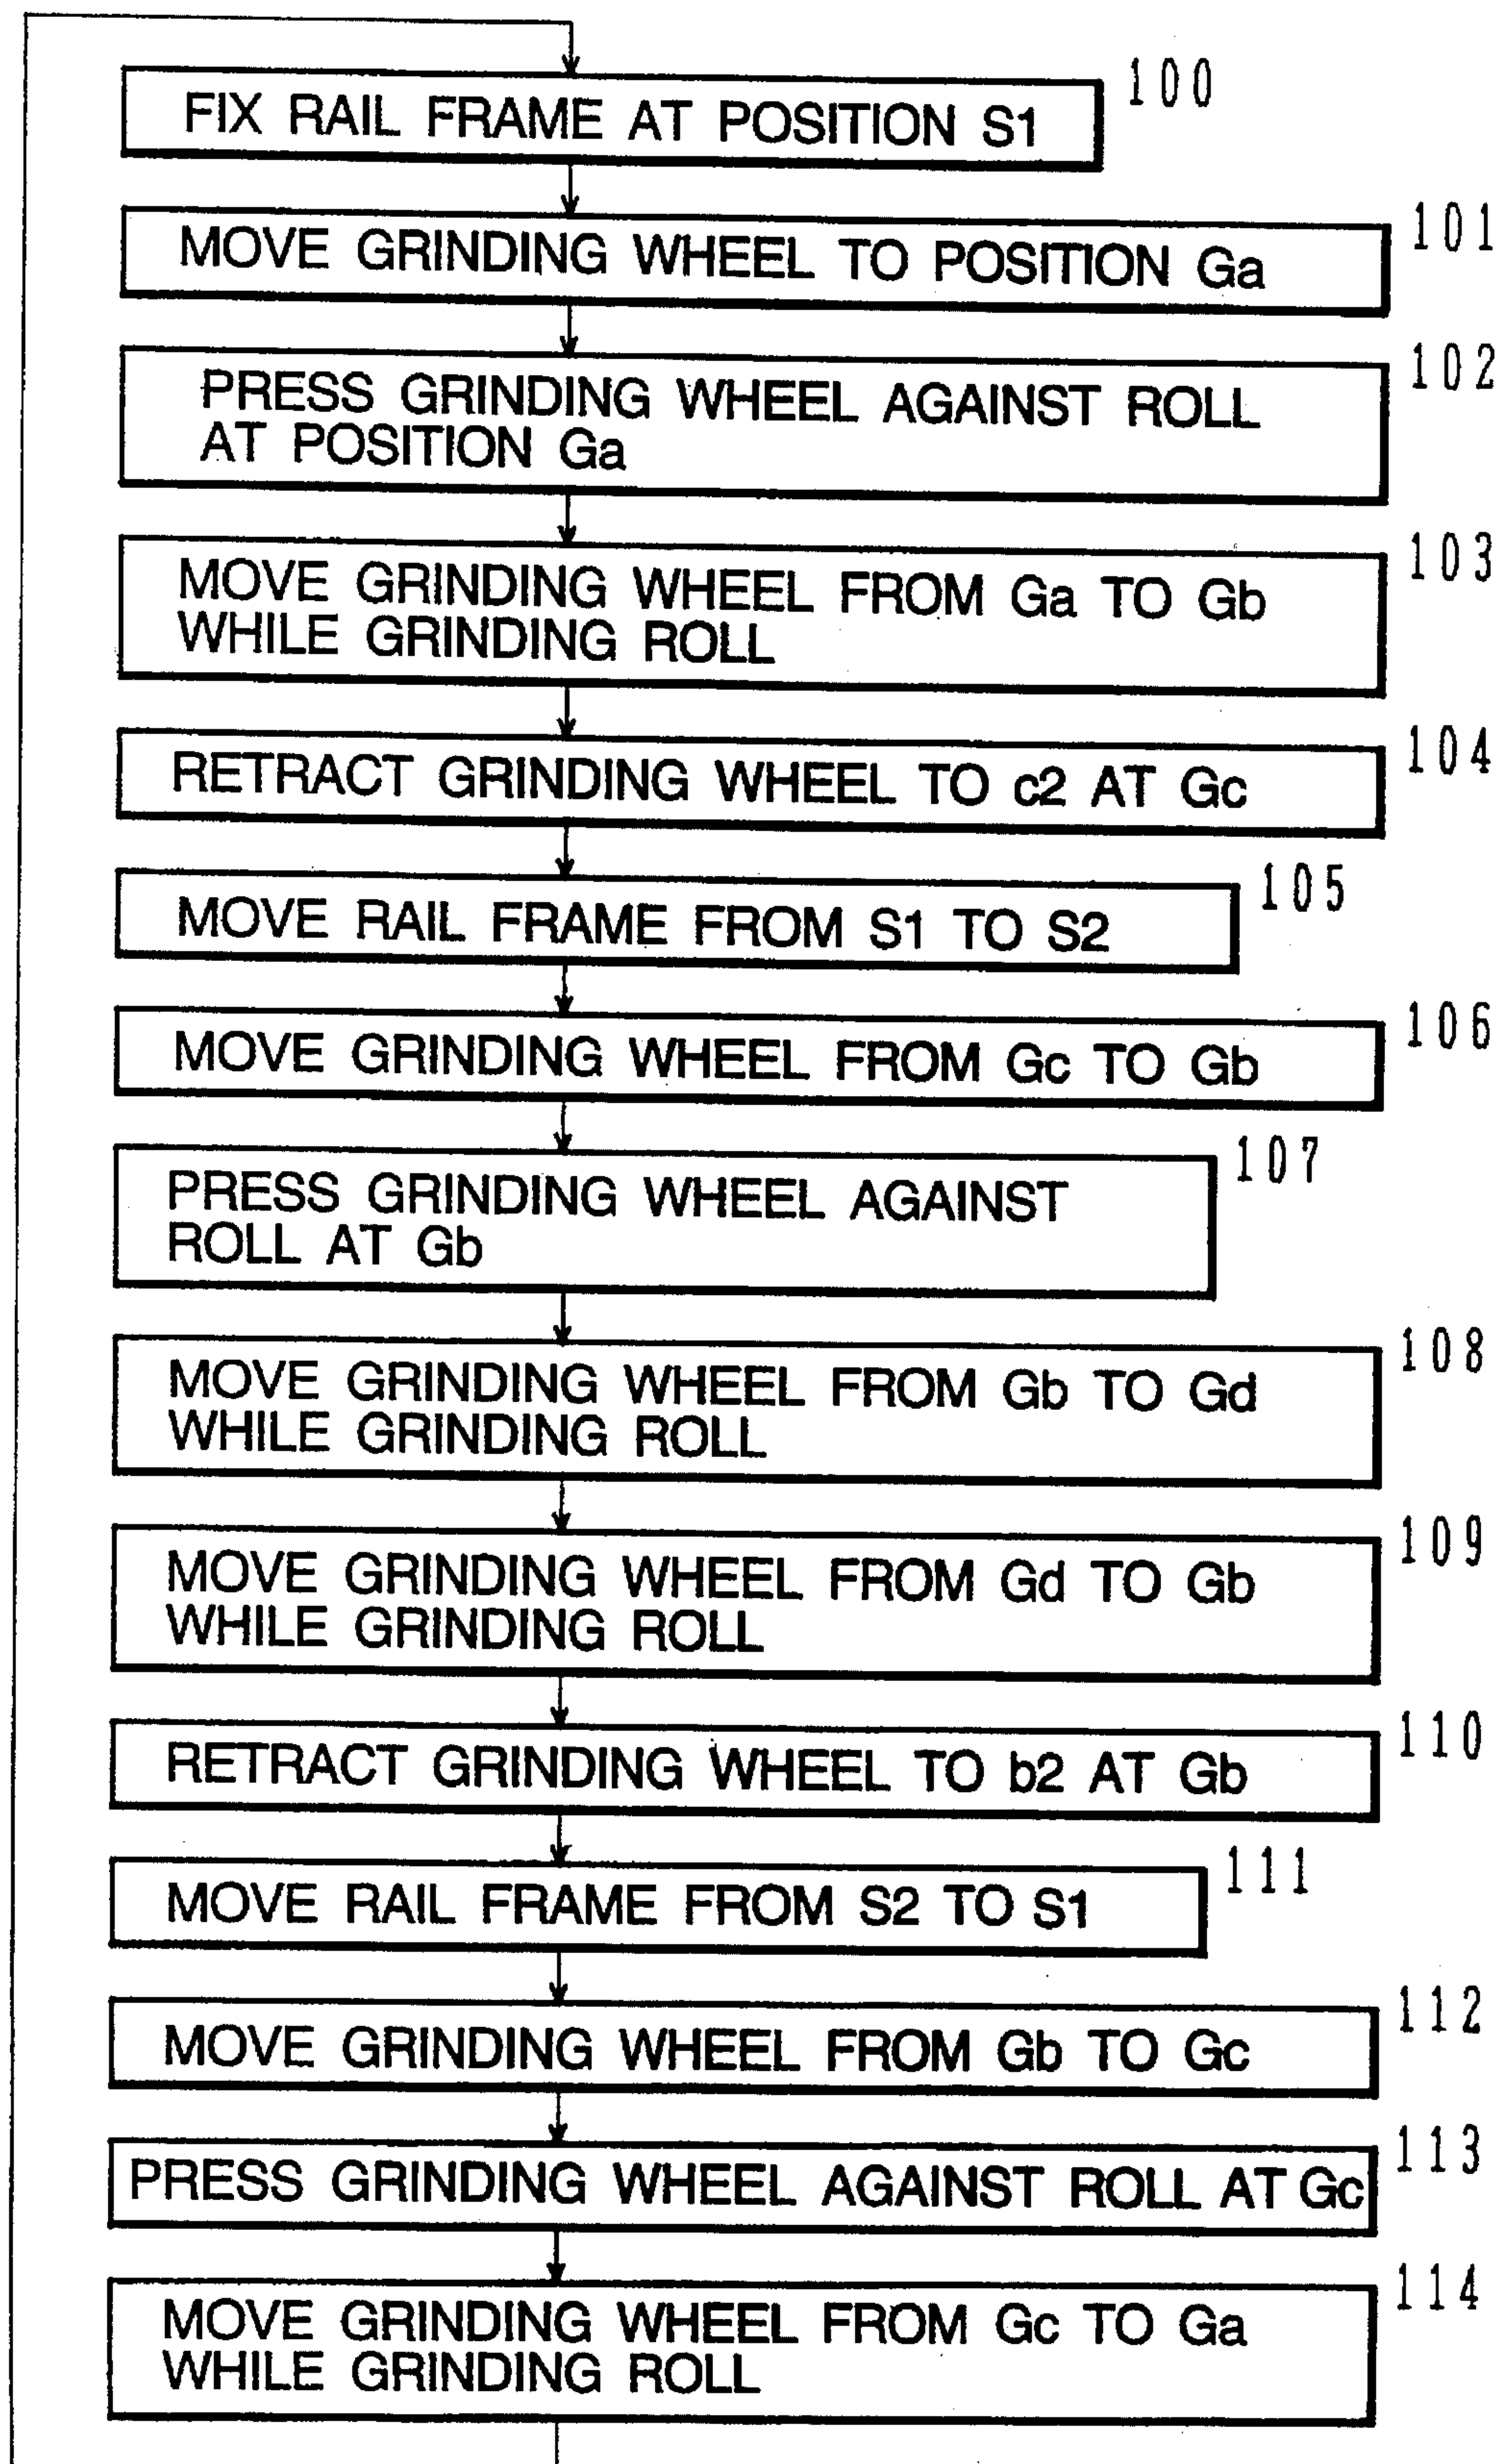 FIX RAIL FRAME AT POSITION S1
100
MOVE GRINDING WHEEL TO POSITION Ga
101
PRESS GRINDING WHEEL AGAINST ROLL
AT POSITION Ga
102
MOVE GRINDING WHEEL FROM Ga TO Gb
WHILE GRINDING ROLL
103
RETRACT GRINDING WHEEL TO c2 AT Gc
104
MOVE RAIL FRAME FROM S1 TO S2
105
MOVE GRINDING WHEEL FROM Gc TO Gb
106
PRESS GRINDING WHEEL AGAINST
ROLL AT Gb
107
MOVE GRINDING WHEEL FROM Gb TO Gd
WHILE GRINDING ROLL
108
MOVE GRINDING WHEEL FROM Gd TO Gb
WHILE GRINDING ROLL
109
RETRACT GRINDING WHEEL TO b2 AT Gb
110
MOVE RAIL FRAME FROM S2 TO S1
111
MOVE GRINDING WHEEL FROM Gb TO Gc
112
PRESS GRINDING WHEEL AGAINST ROLL AT Gc
113
MOVE GRINDING WHEEL FROM Gc TO Ga
WHILE GRINDING ROLL
114